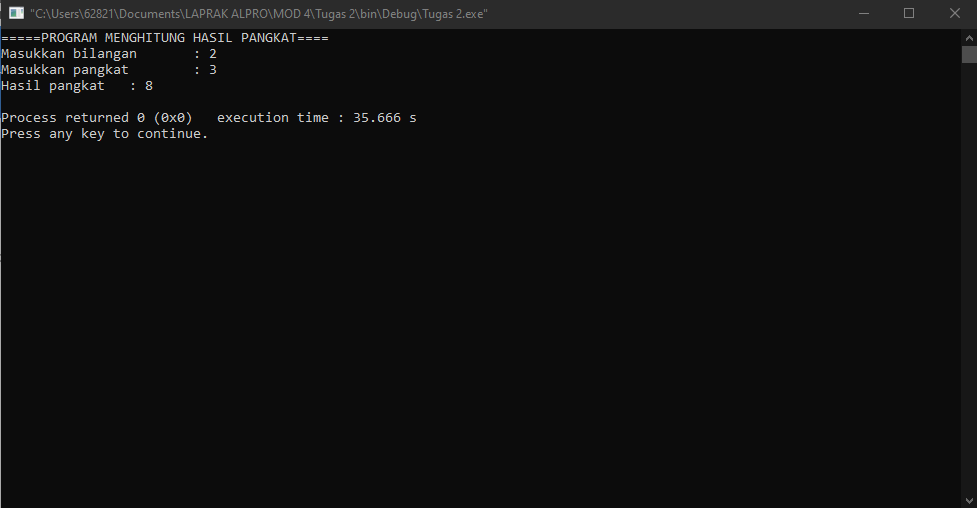 "C:\Users\62821\Documents\LAPRAK ALPRO\MOD 4\Tugas 2\bin\Debug\Tugas 2.exe"
=====PROGRAM MENGHITUNG HASIL PANGKAT====
Masukkan bilangan       : 2
Masukkan pangkat        : 3
Hasil pangkat   : 8
Process returned 0 (0x0)   execution time : 35.666 s
Press any key to continue.